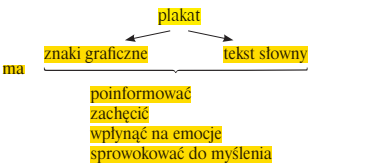 plakat
znaki graficzne tekst słowny
ma
poinformować
zachęcić
wpłynąć na emocje
sprowokować do myślenia